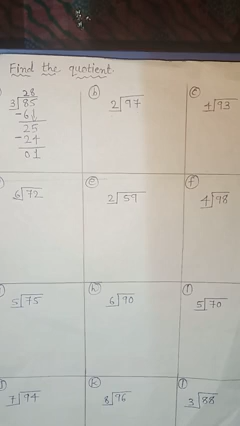 Find the quotient.
28
3)85
-6↓
25
-24
01
(b) 2)97
(c) 4)93
6)72
(e) 2)59
(f) 4)98
5)75
(h) 6)90
5)70
7)94
(k) 8)96
3)88